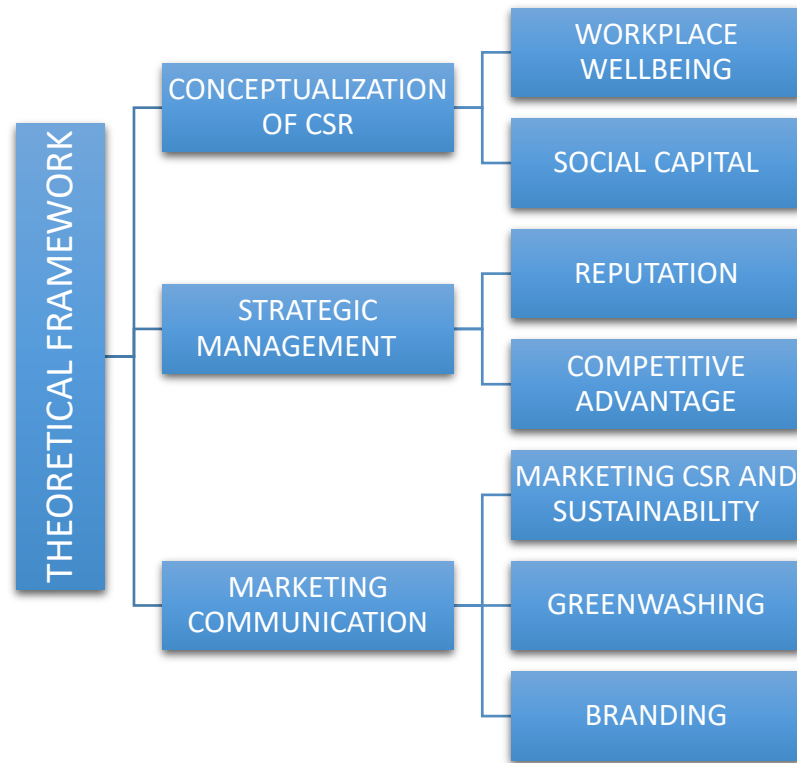 THEORETICAL FRAMEWORK
CONCEPTUALIZATION
OF CSR
WORKPLACE
WELLBEING
SOCIAL CAPITAL
STRATEGIC
MANAGEMENT
REPUTATION
COMPETITIVE
ADVANTAGE
MARKETING
COMMUNICATION
MARKETING CSR AND
SUSTAINABILITY
GREENWASHING
BRANDING